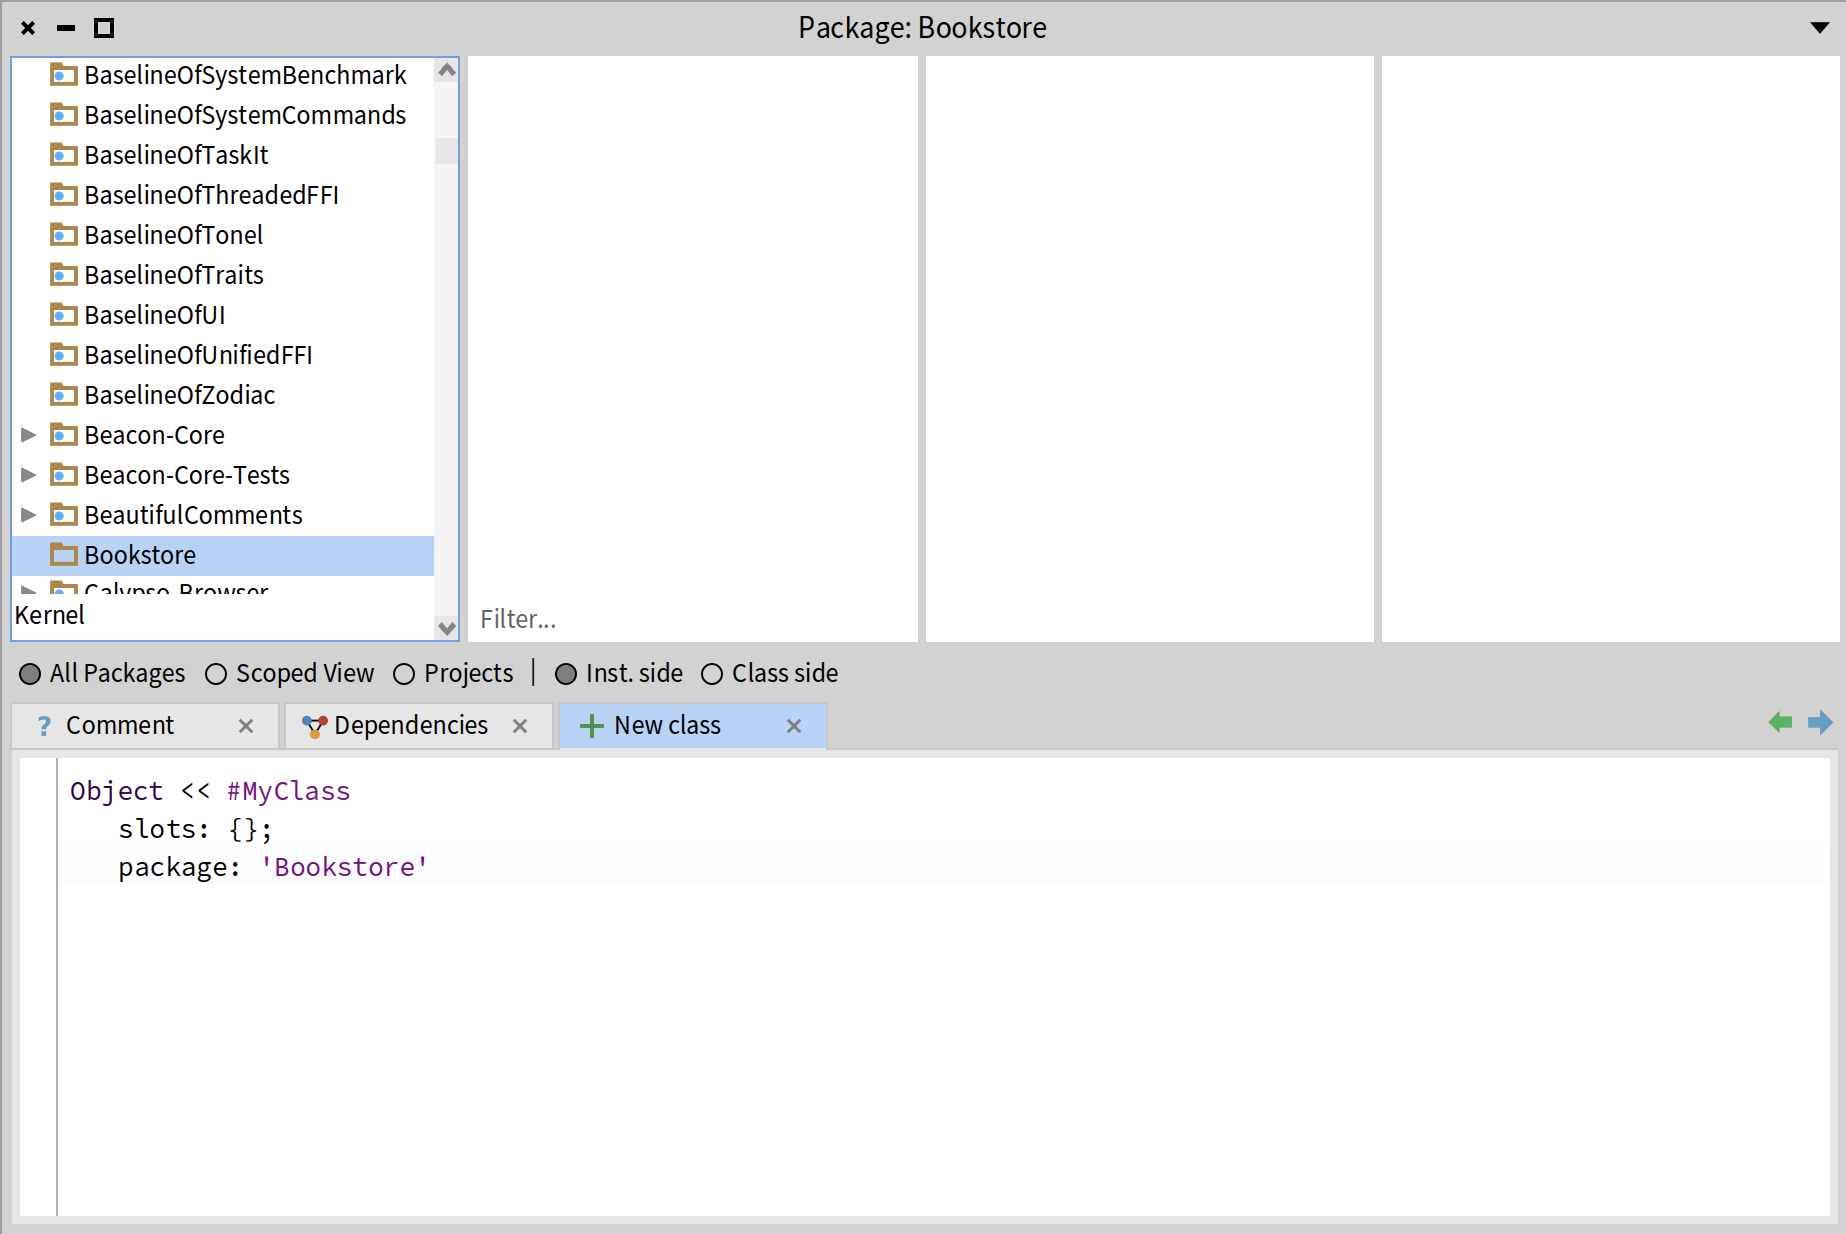 Package: Bookstore
BaselineOfSystemBenchmark
BaselineOfSystemCommands
BaselineOfTaskIt
BaselineOfThreadedFFI
BaselineOfTonel
BaselineOfTraits
BaselineOfUI
BaselineOfUnifiedFFI
BaselineOfZodiac
Beacon-Core
Beacon-Core-Tests
BeautifulComments
Bookstore
Calypso-Browser
Kernel
Filter...
All Packages Scoped View Projects | Inst. side Class side
? Comment Dependencies New class
Object << #MyClass
slots: {};
package: 'Bookstore'